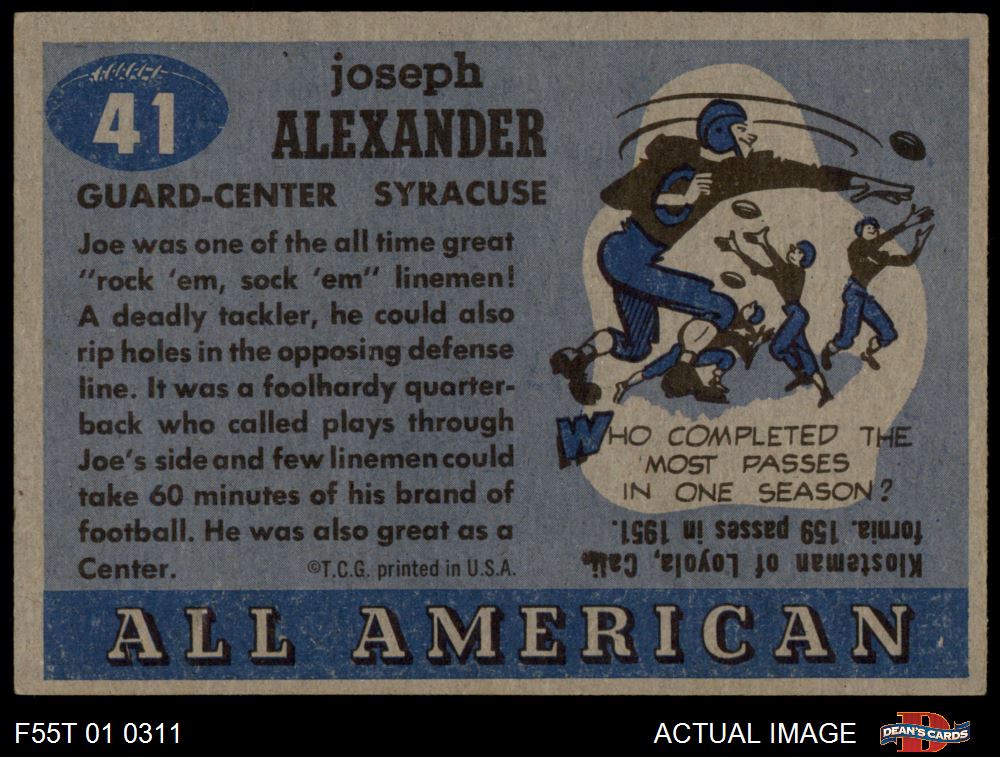 41
joseph
ALEXANDER
GUARD-CENTER SYRACUSE
Joe was one of the all time great
"rock 'em, sock 'em" linemen!
A deadly tackler, he could also
rip holes in the opposing defense
line. It was a foolhardy quarter-
back who called plays through
Joe's side and few linemen could
take 60 minutes of his brand of
football. He was also great as a
Center.
©T.C.G. printed in U.S.A.
WHO COMPLETED THE
MOST PASSES
IN ONE SEASON?
Klosteman of Loyola, Cali-
fornia. 159 passes in 1951.
ALL AMERICAN
F55T 01 0311
ACTUAL IMAGE
DEAN'S CARDS